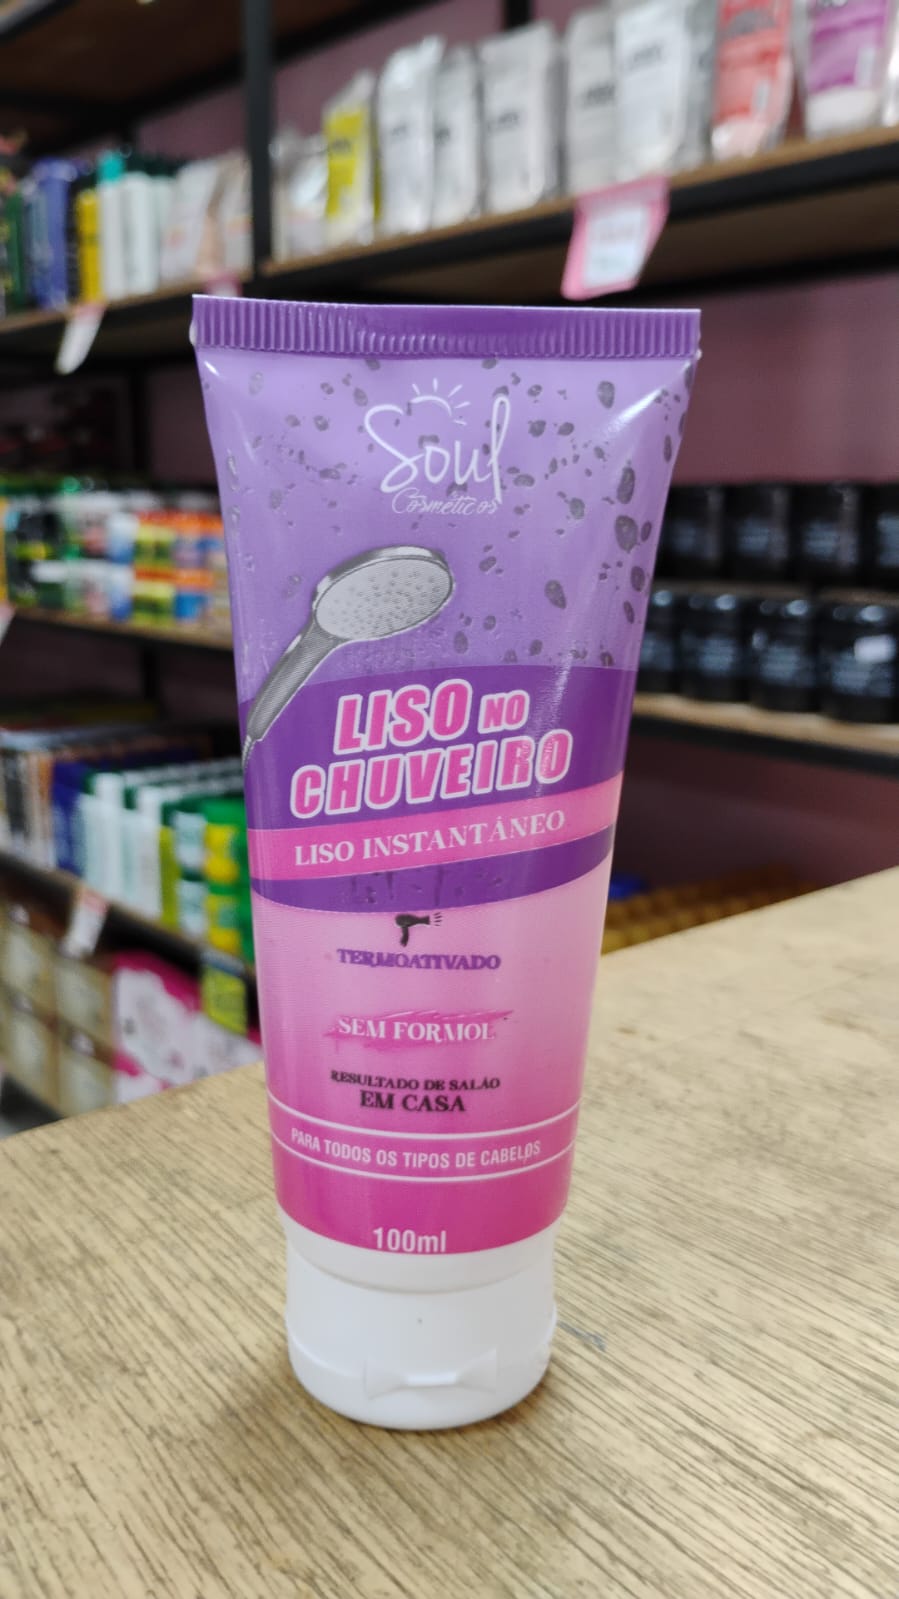 Soul
Cosméticos
LISO NO
CHUVEIRO
LISO INSTANTÂNEO
TERMOATIVADO
SEM FORMOL
RESULTADO DE SALÃO
EM CASA
PARA TODOS OS TIPOS DE CABELOS
100ml